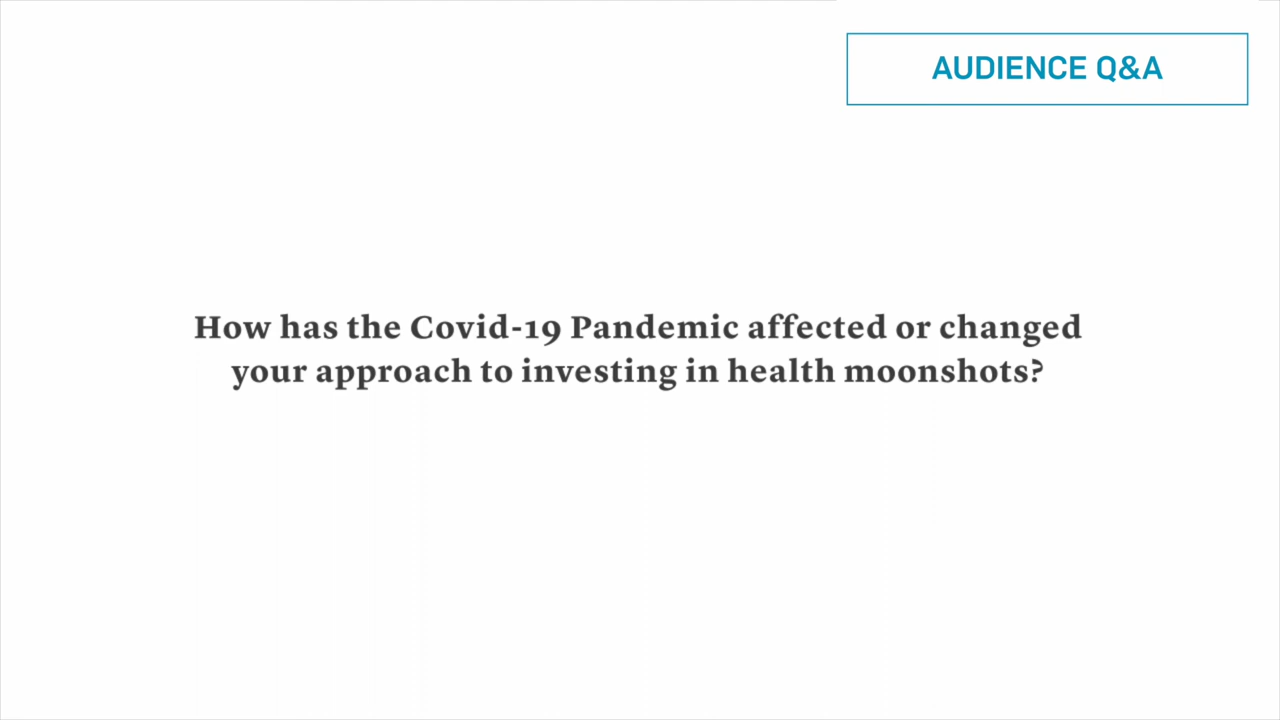 AUDIENCE Q&A
How has the Covid-19 Pandemic affected or changed
your approach to investing in health moonshots?